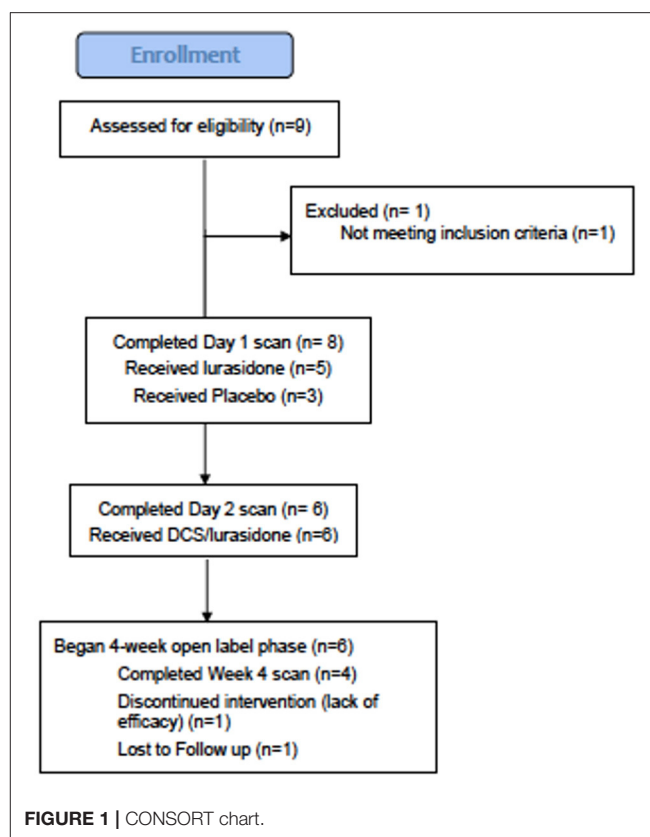 Enrollment
Assessed for eligibility (n=9)
Excluded (n= 1)
Not meeting inclusion criteria (n=1)
Completed Day 1 scan (n= 8)
Received lurasidone (n=5)
Received Placebo (n=3)
Completed Day 2 scan (n= 6)
Received DCS/lurasidone (n=6)
Began 4-week open label phase (n=6)
Completed Week 4 scan (n=4)
Discontinued intervention (lack of
efficacy) (n=1)
Lost to Follow up (n=1)
FIGURE 1 | CONSORT chart.